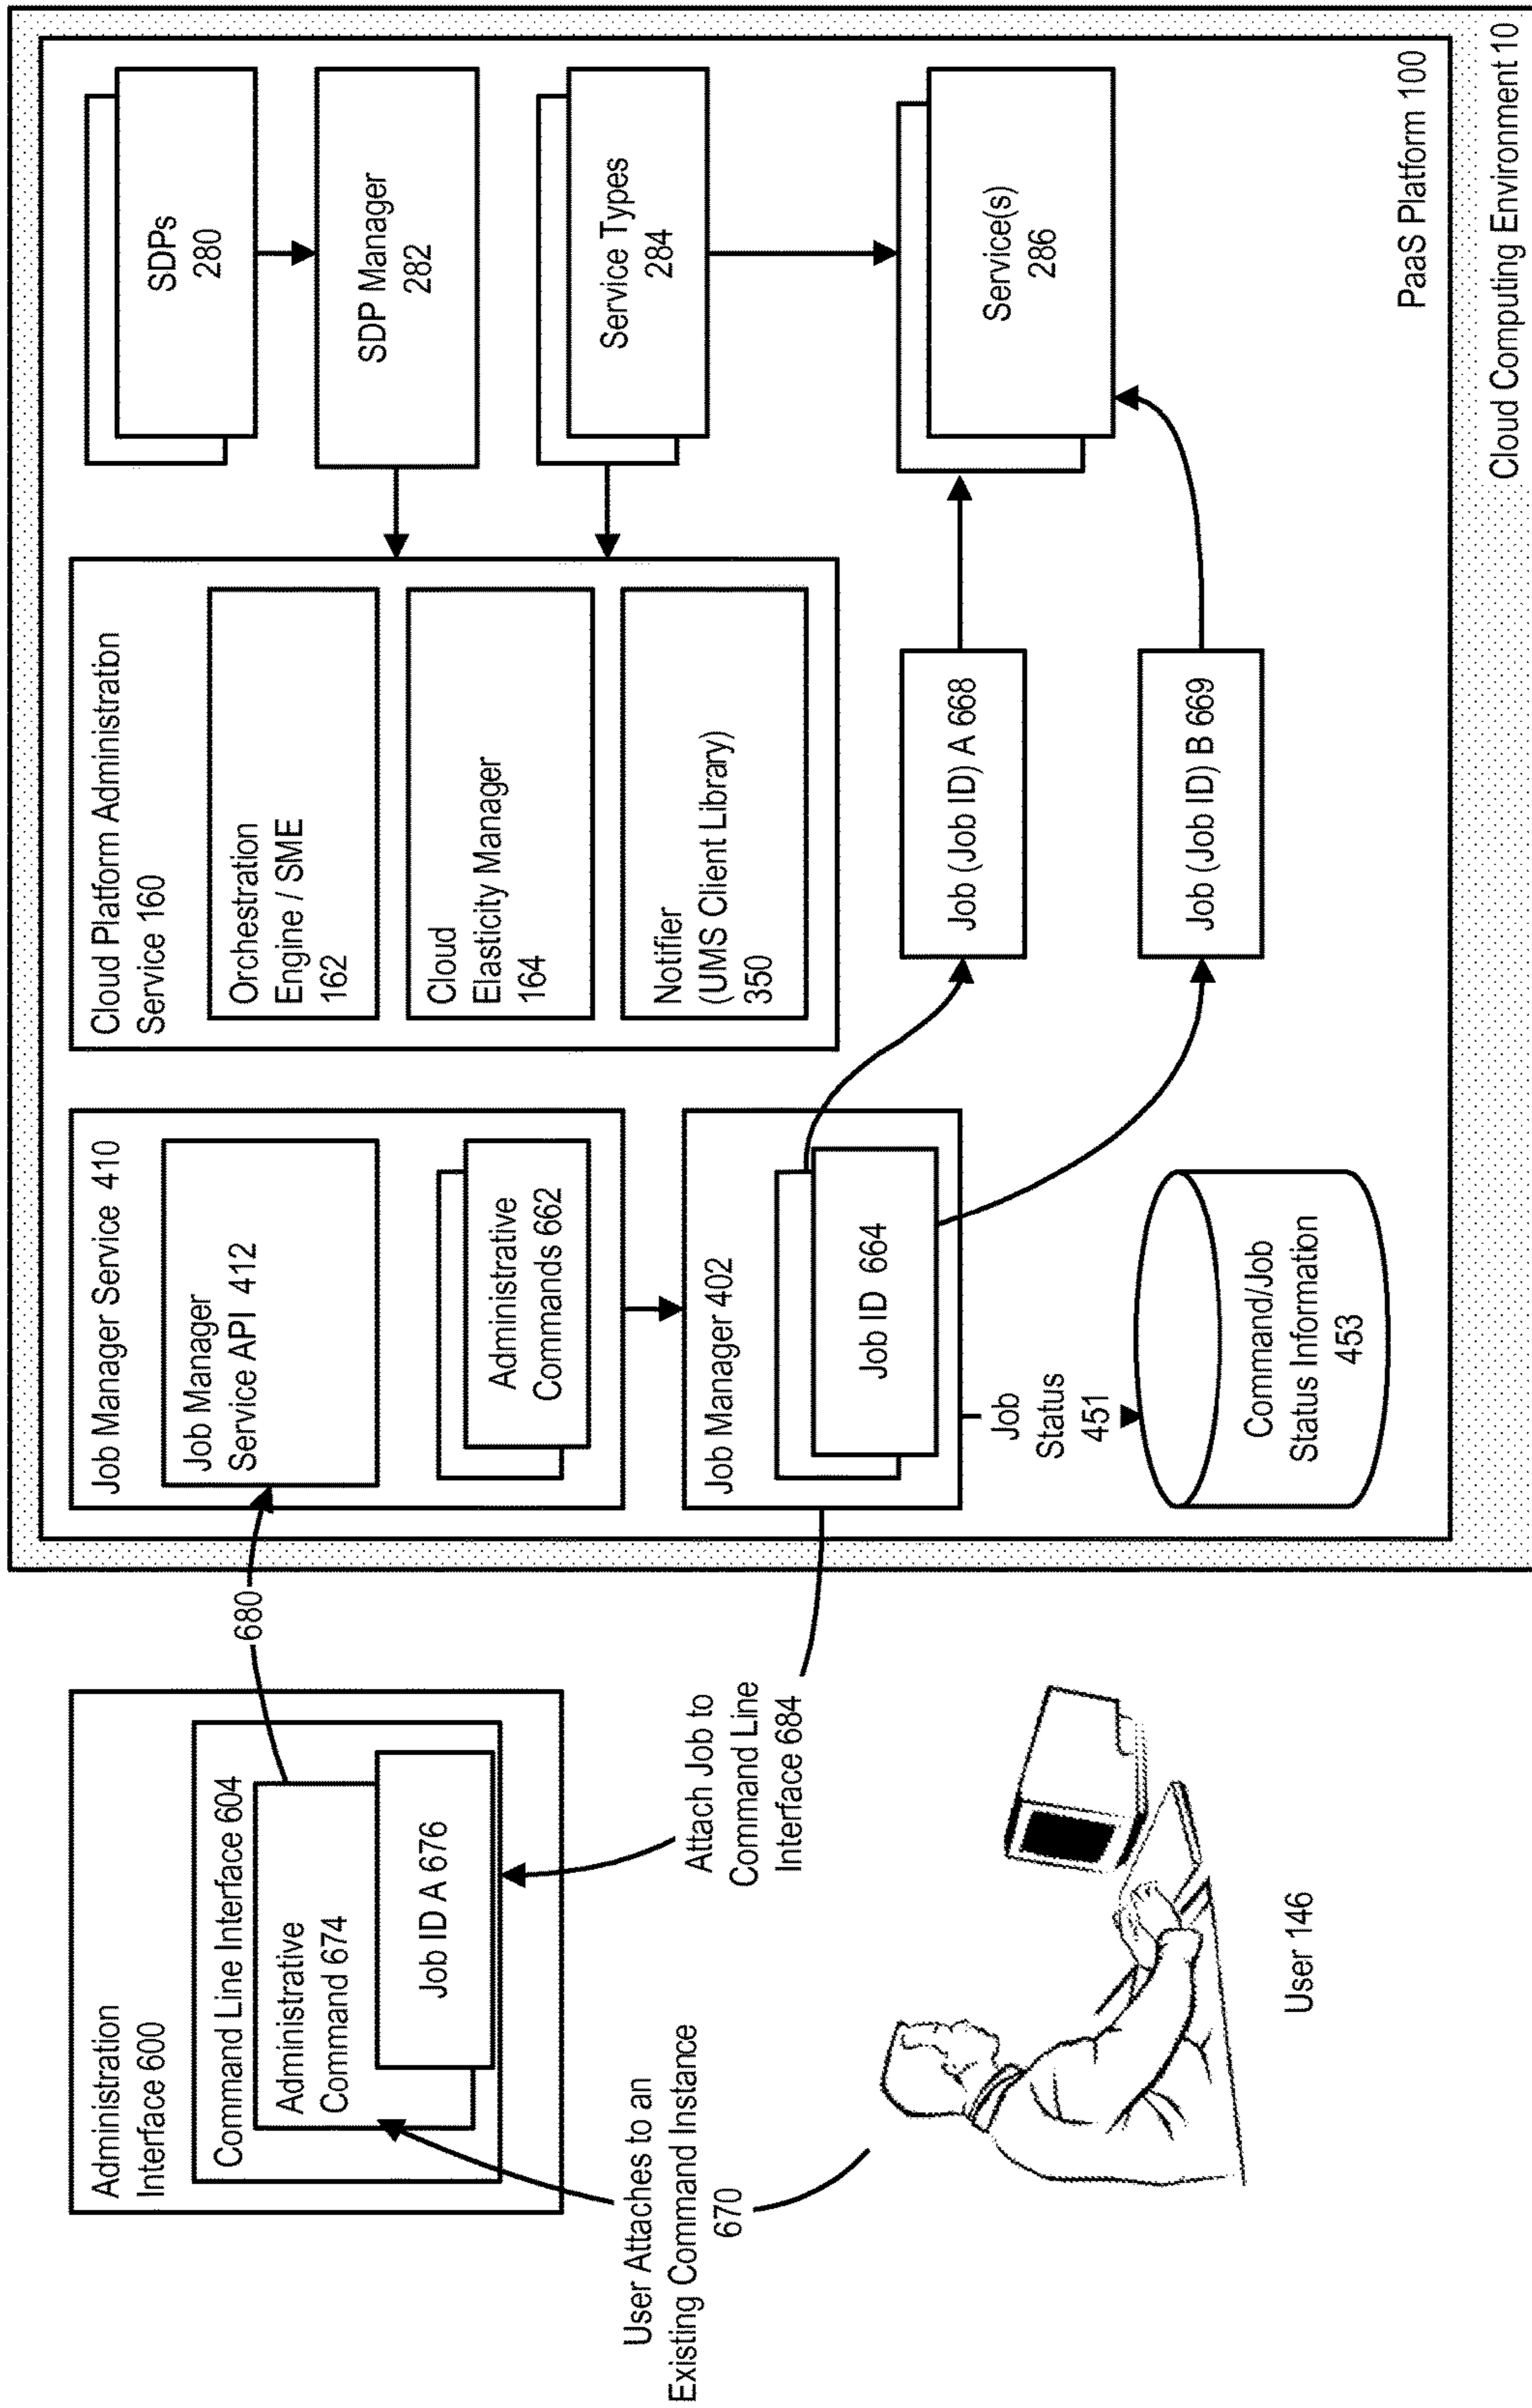 Administration
Interface 600
Command Line Interface 604
Administrative
Command 674
Job ID A 676
User Attaches to an
Existing Command Instance
670
Attach Job to
Command Line
Interface 684
User 146
680
Job Manager Service 410
Job Manager
Service API 412
Administrative
Commands 662
Job Manager 402
Job ID 664
Job
Status
451
Command/Job
Status Information
453
Cloud Platform Administration
Service 160
Orchestration
Engine / SME
162
Cloud
Elasticity Manager
164
Notifier
(UMS Client Library)
350
Job (Job ID) A 668
Job (Job ID) B 669
SDPs
280
SDP Manager
282
Service Types
284
Service(s)
286
PaaS Platform 100
Cloud Computing Environment 10